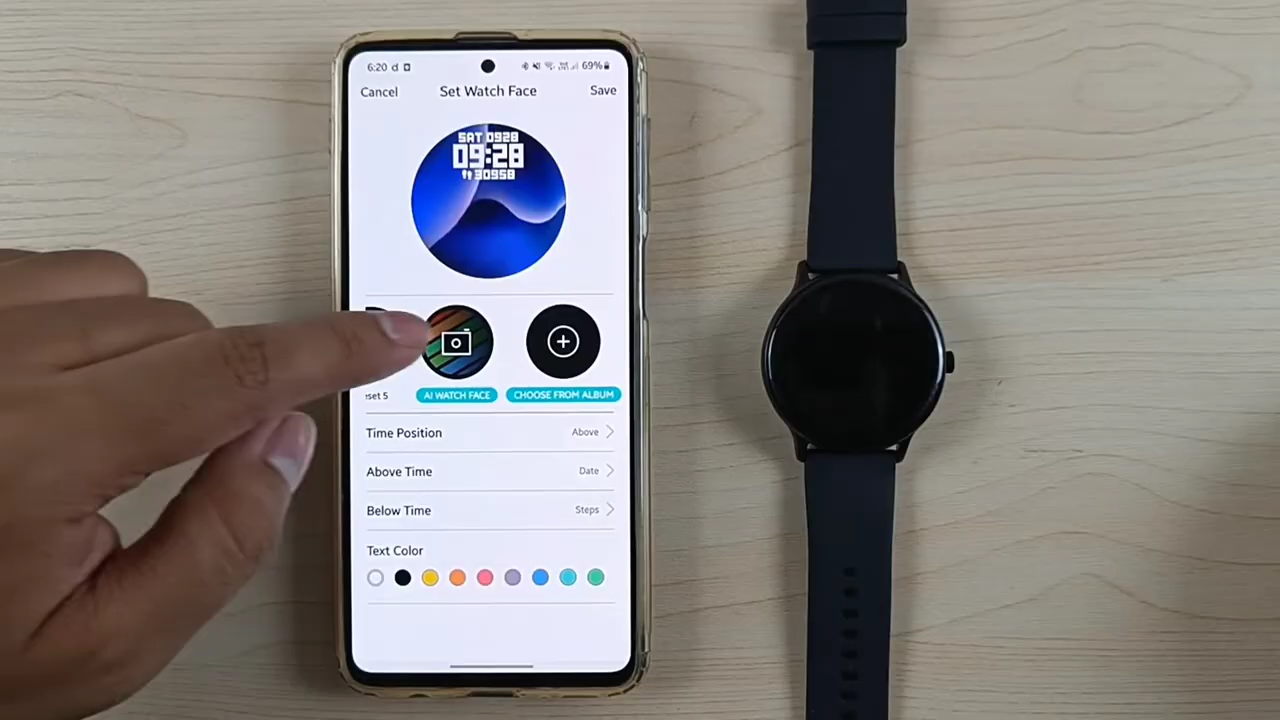 6:20 69%
Cancel Set Watch Face Save
SAT 0928
09:28
30958
set 5 AI WATCH FACE CHOOSE FROM ALBUM
Time Position Above
Above Time Date
Below Time Steps
Text Color